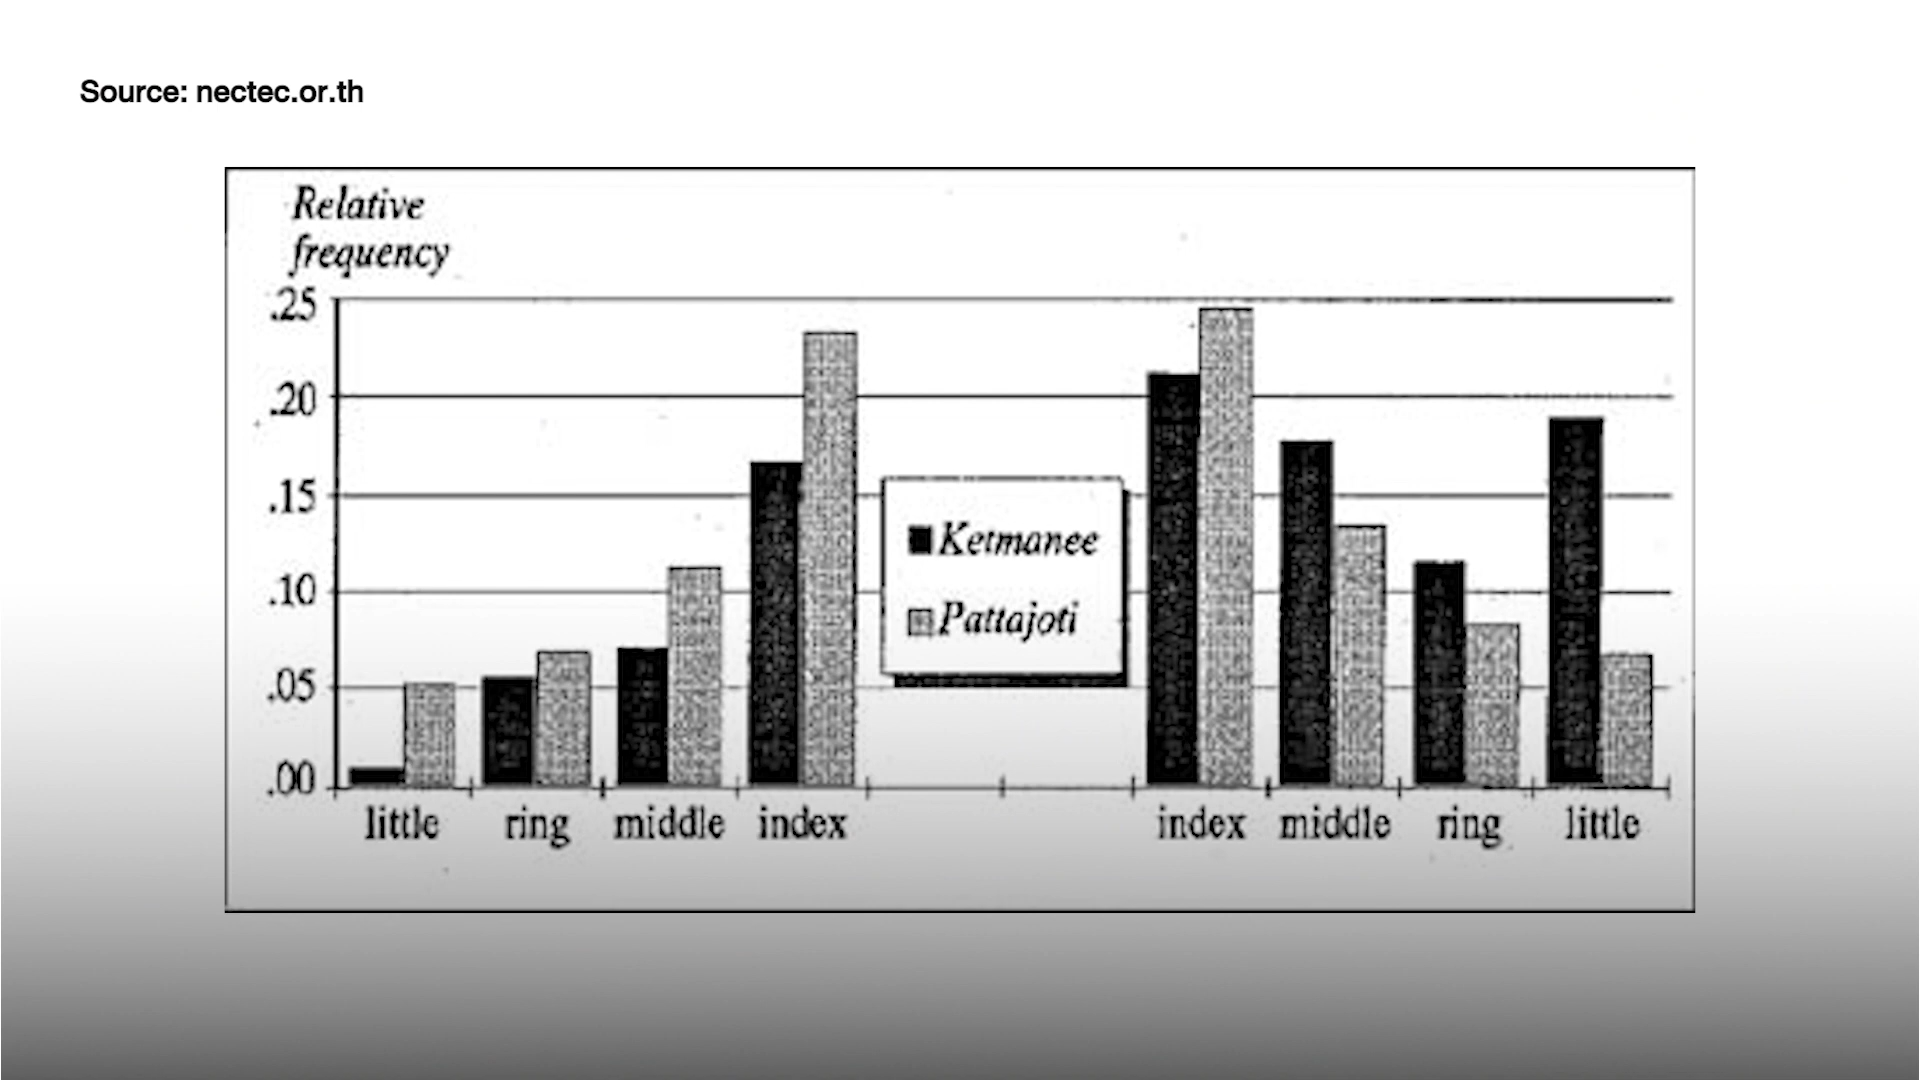 Source: nectec.or.th
Relative
frequency
.25
.20
.15
.10
.05
.00
Ketmanee
Pattajoti
little ring middle index index middle ring little